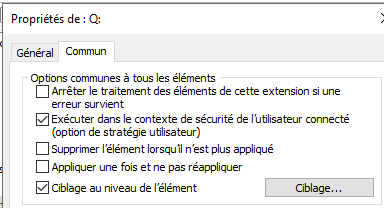 Propriétés de : Q:
Général
Commun
Options communes à tous les éléments
Arrêter le traitement des éléments de cette extension si une
erreur survient
Exécuter dans le contexte de sécurité de l'utilisateur connecté
(option de stratégie utilisateur)
Supprimer l'élément lorsqu'il n'est plus appliqué
Appliquer une fois et ne pas réappliquer
Ciblage au niveau de l'élément
Ciblage...